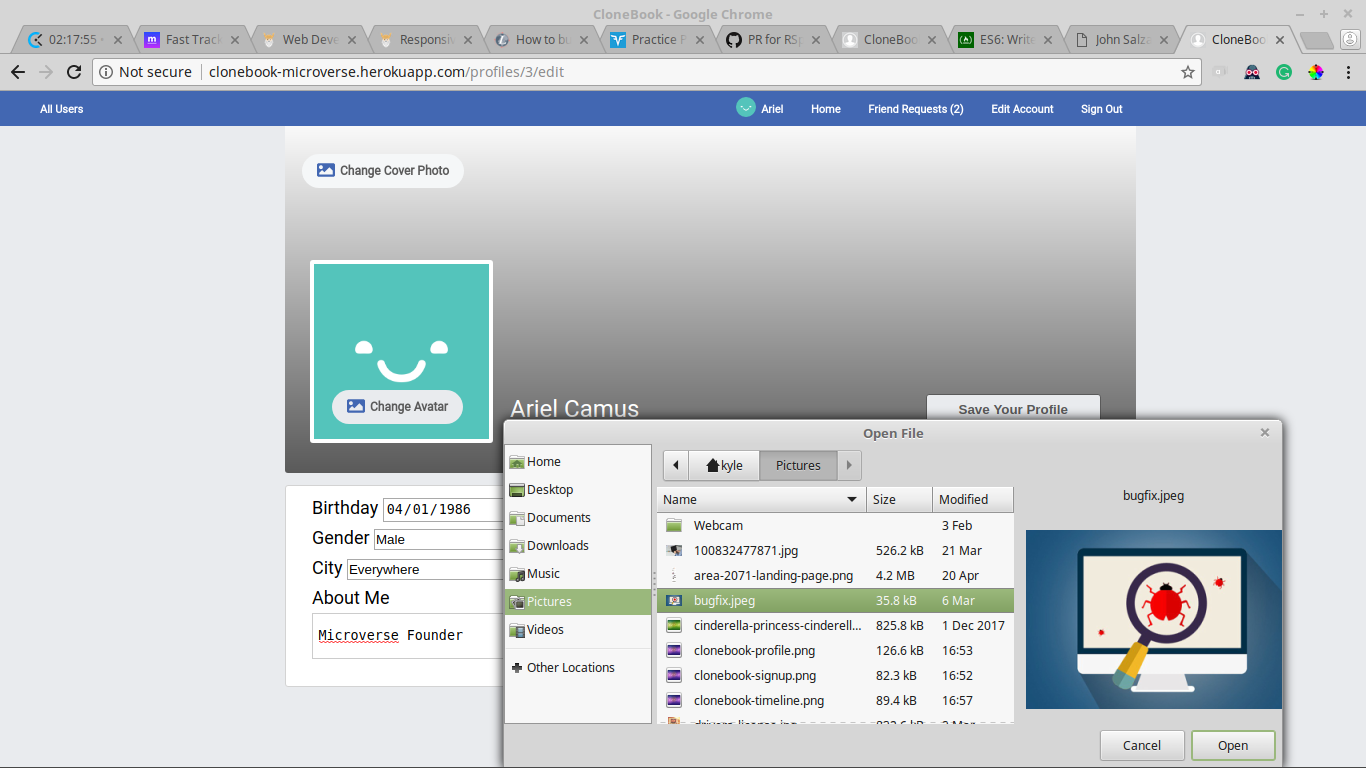 CloneBook - Google Chrome
02:17:55 Fast Track Web Deve Responsiv How to bu Practice P PR for RSp CloneBoo ES6: Write John Salza CloneBoo
Not secure clonebook-microverse.herokuapp.com/profiles/3/edit
All Users Ariel Home Friend Requests (2) Edit Account Sign Out
Change Cover Photo
Change Avatar
Ariel Camus
Save Your Profile
Birthday 04/01/1986
Gender Male
City Everywhere
About Me
Microverse Founder
Open File
Home
Desktop
Documents
Downloads
Music
Pictures
Videos
Other Locations
kyle Pictures
Name Size Modified
Webcam 3 Feb
100832477871.jpg 526.2 kB 21 Mar
area-2071-landing-page.png 4.2 MB 20 Apr
bugfix.jpeg 35.8 kB 6 Mar
cinderella-princess-cinderell... 825.8 kB 1 Dec 2017
clonebook-profile.png 126.6 kB 16:53
clonebook-signup.png 82.3 kB 16:52
clonebook-timeline.png 89.4 kB 16:57
bugfix.jpeg
Cancel Open